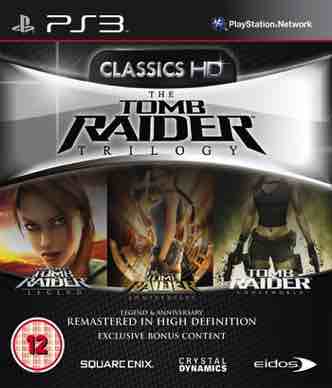 PS3
PlayStation®Network
CLASSICS HD
THE
TOMB
RAIDER
TRILOGY
TOMB
RAIDER
LEGEND
TOMB
RAIDER
ANNIVERSARY
TOMB
RAIDER
UNDERWORLD
LEGEND & ANNIVERSARY
REMASTERED IN HIGH DEFINITION
EXCLUSIVE BONUS CONTENT
12
SQUARE ENIX.
CRYSTAL
DYNAMICS
eidos